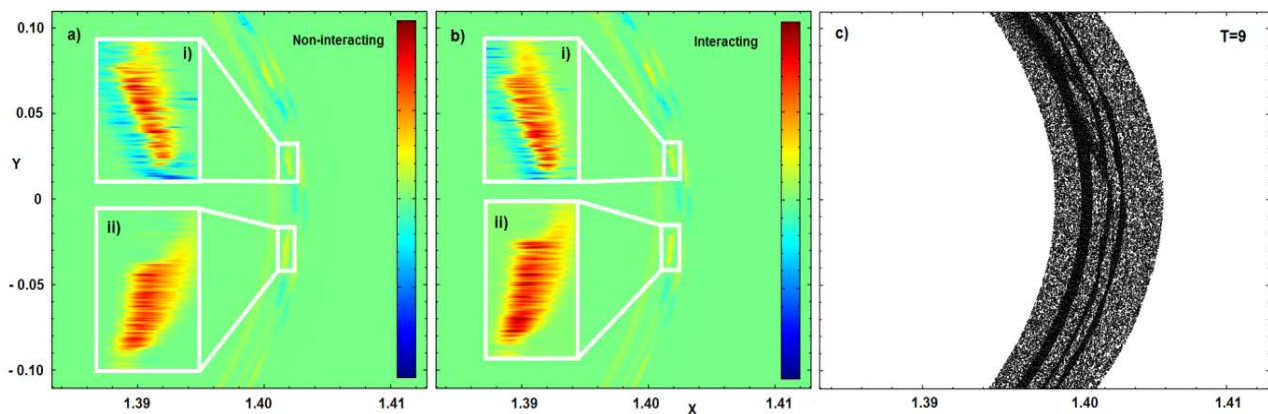 a) Non-interacting
i)
ii)
b) Interacting
i)
ii)
c) T=9
0.10
0.05
Y
0
- 0.05
- 0.10
1.39 1.40 1.41
1.39 1.40 X 1.41
1.39 1.40 1.41